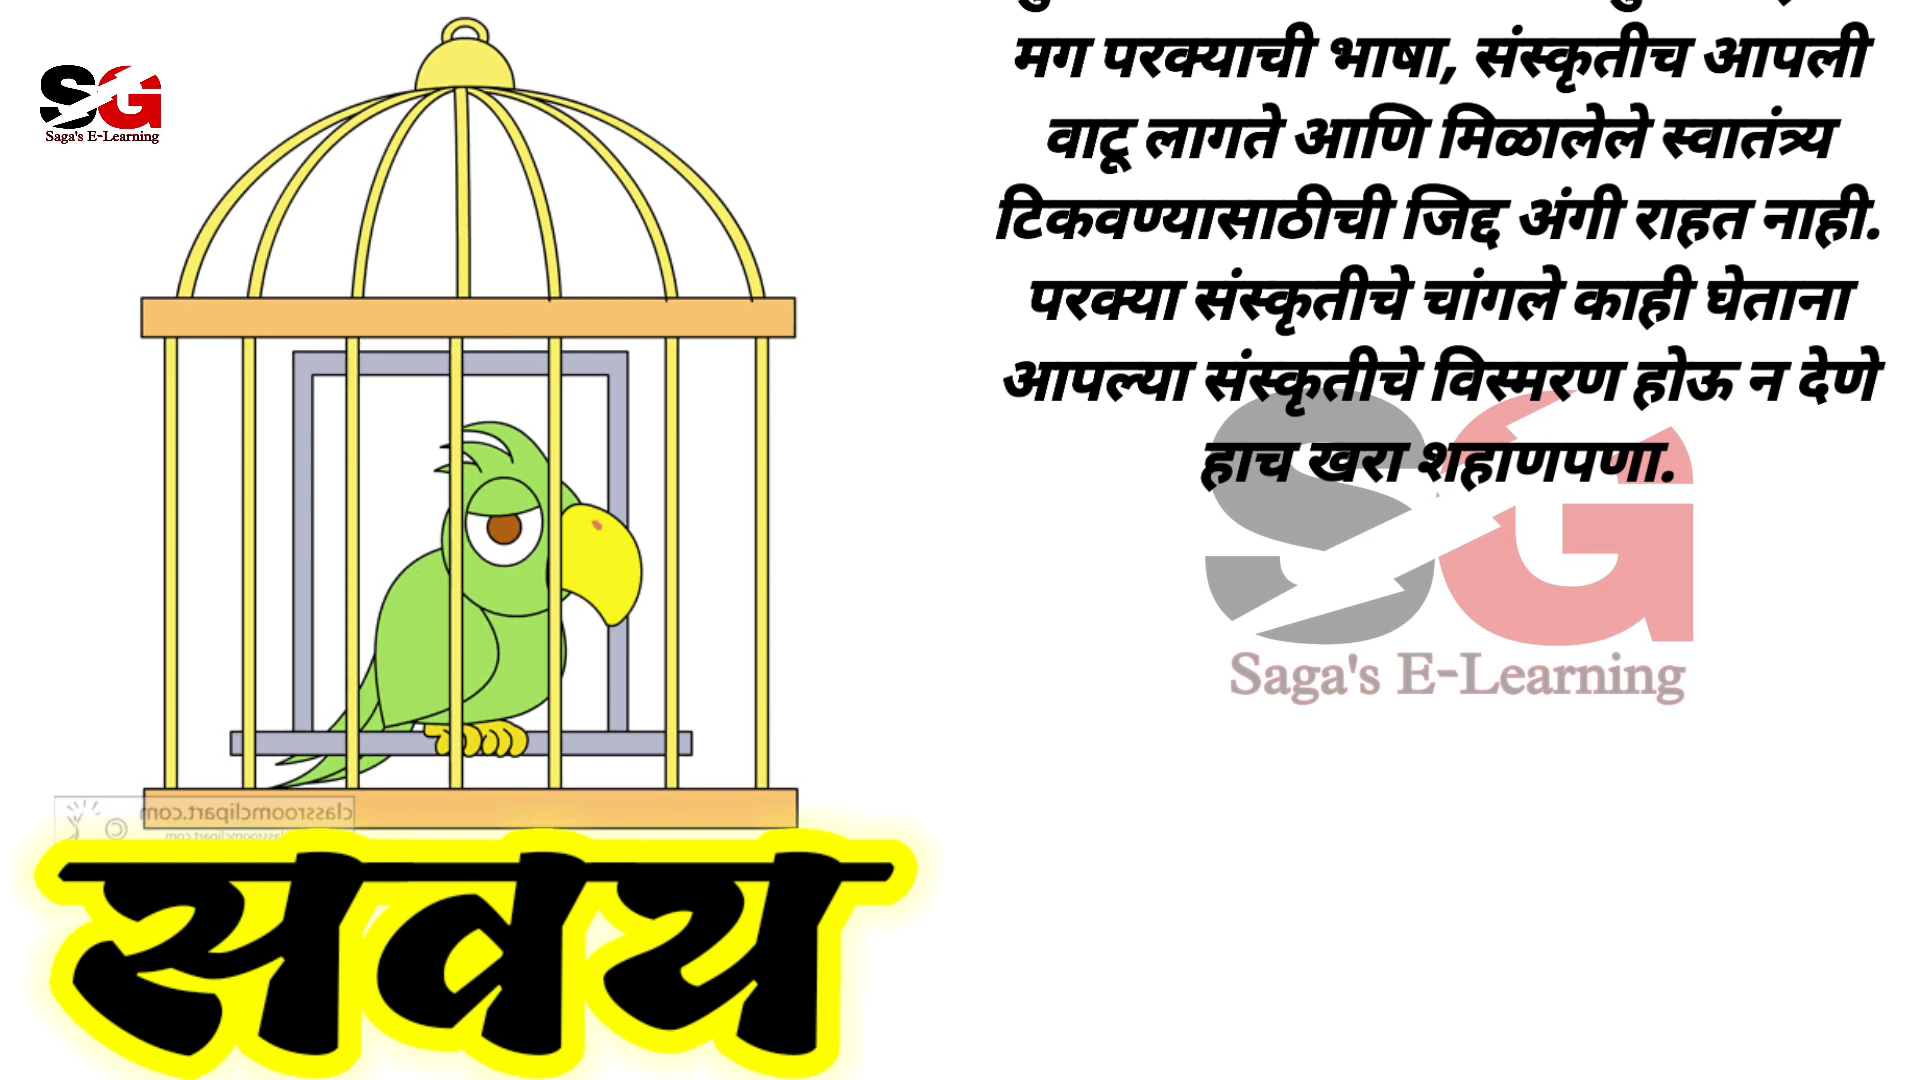 SG
Saga's E-Learning
मग परक्याची भाषा, संस्कृतीच आपली
वाटू लागते आणि मिळालेले स्वातंत्र्य
टिकवण्यासाठीची जिद्द अंगी राहत नाही.
परक्या संस्कृतीचे चांगले काही घेताना
आपल्या संस्कृतीचे विस्मरण होऊ न देणे
हाच खरा शहाणपणा.
SG
Saga's E-Learning
© classroomclipart.com
सवय